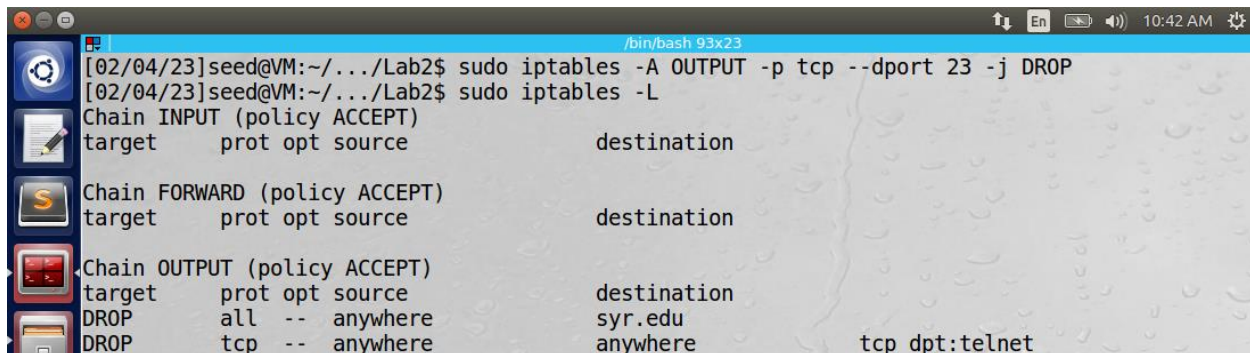 En 10:42 AM
/bin/bash 93x23
[02/04/23]seed@VM:~/.../Lab2$ sudo iptables -A OUTPUT -p tcp --dport 23 -j DROP
[02/04/23]seed@VM:~/.../Lab2$ sudo iptables -L
Chain INPUT (policy ACCEPT)
target     prot opt source               destination

Chain FORWARD (policy ACCEPT)
target     prot opt source               destination

Chain OUTPUT (policy ACCEPT)
target     prot opt source               destination
DROP       all  --  anywhere             syr.edu
DROP       tcp  --  anywhere             anywhere             tcp dpt:telnet